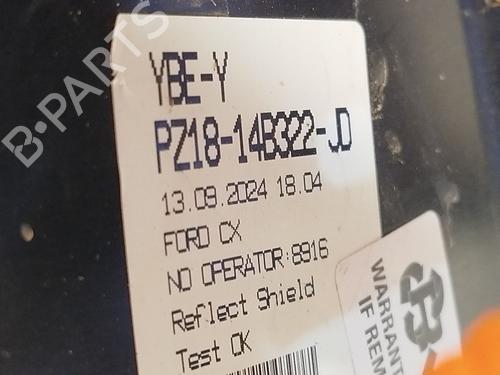 B-PARTS
YBE-Y
PZ18-14B322-JD
13.09.2024 18.04
FORD CX
NO OPERATOR:8916
Reflect Shield
Test OK
WARRANT
IF REM